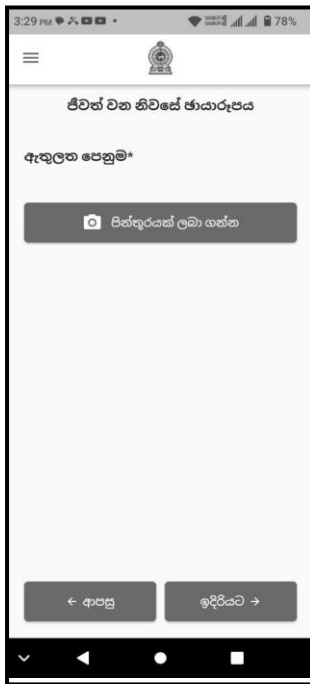 3:29 PM 78%
ජීවත් වන නිවසේ ඡායාරූපය
ඇතුලත පෙනුම*
පින්තූරයක් ලබා ගන්න
← ආපසු ඉදිරියට →